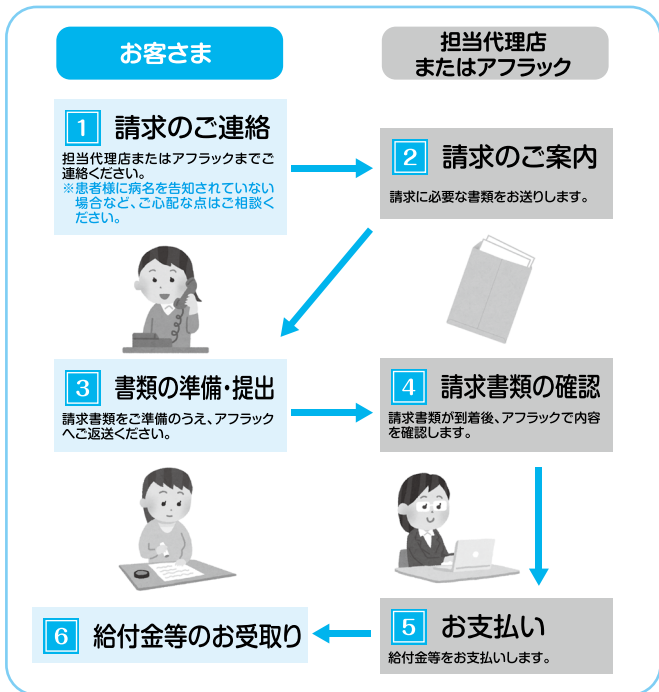 お客さま
担当代理店
またはアフラック
1 請求のご連絡
担当代理店またはアフラックまでご
連絡ください。
※患者様に病名を告知されていない
場合など、ご心配な点はご相談く
ださい。
2 請求のご案内
請求に必要な書類をお送りします。
3 書類の準備・提出
請求書類をご準備のうえ、アフラック
へご返送ください。
4 請求書類の確認
請求書類が到着後、アフラックで内容
を確認します。
5 お支払い
給付金等をお支払いします。
6 給付金等のお受取り